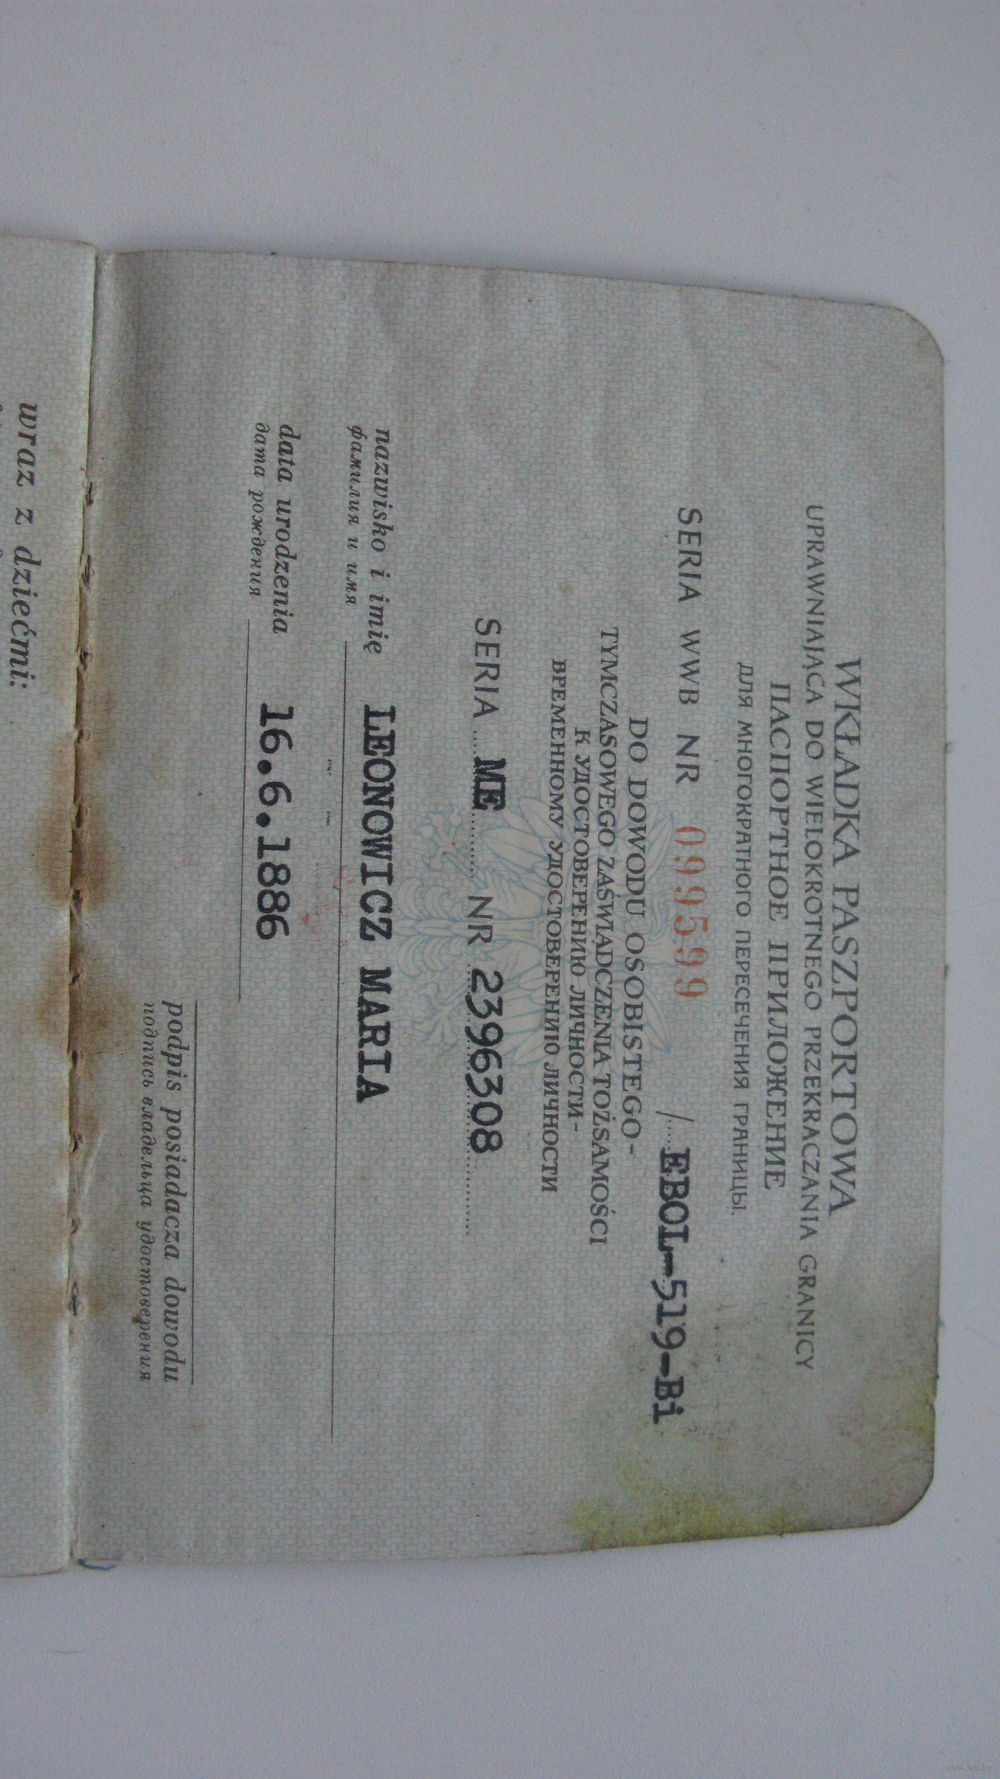 WKŁADKA PASZPORTOWA
UPRAWNIAJĄCA DO WIELOKROTNEGO PRZEKRACZANIA GRANICY
ПАСПОРТНОЕ ПРИЛОЖЕНИЕ
ДЛЯ МНОГОКРАТНОГО ПЕРЕСЕЧЕНИЯ ГРАНИЦЫ.
SERIA WWB NR 099599 / EBOL-519-Bi
DO DOWODU OSOBISTEGO-
TYMCZASOWEGO ZAŚWIADCZENIA TOŻSAMOŚCI
К УДОСТОВЕРЕНИЮ ЛИЧНОСТИ-
ВРЕМЕННОМУ УДОСТОВЕРЕНИЮ ЛИЧНОСТИ
SERIA ME NR 2396308
nazwisko i imię LEONOWICZ MARIA
фамилия и имя
data urodzenia 16.6.1886
дата рождения
podpis posiadacza dowodu
подпись владельца удостоверения
wraz z dziećmi: